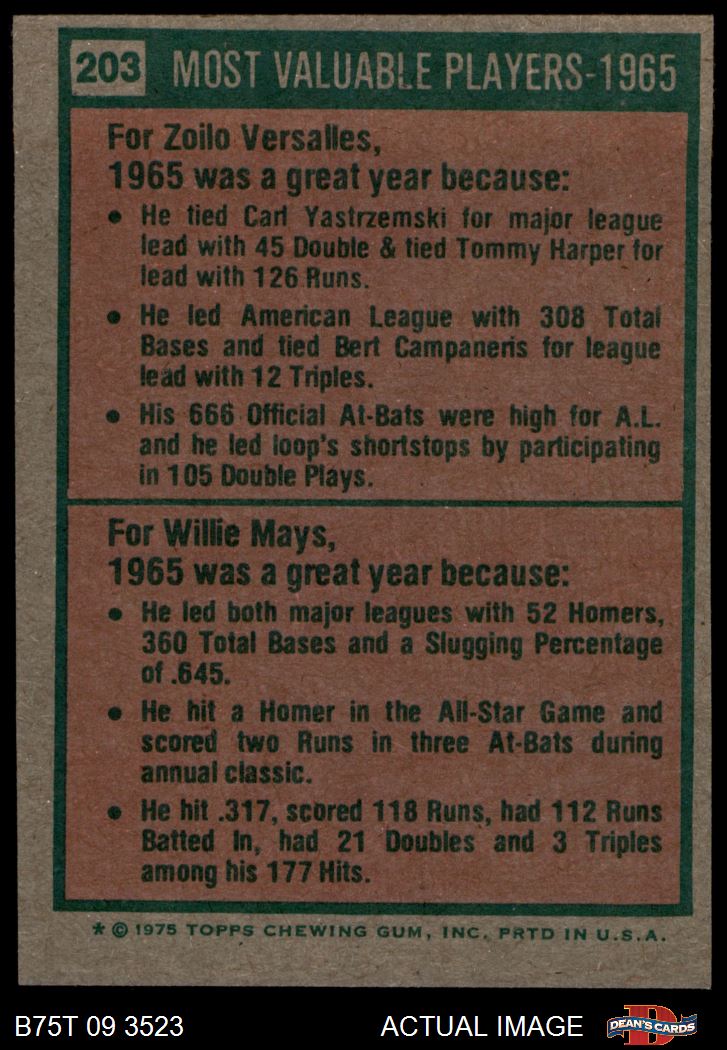 203 MOST VALUABLE PLAYERS-1965
For Zoilo Versalles,
1965 was a great year because:
• He tied Carl Yastrzemski for major league
lead with 45 Double & tied Tommy Harper for
lead with 126 Runs.
• He led American League with 308 Total
Bases and tied Bert Campaneris for league
lead with 12 Triples.
• His 666 Official At-Bats were high for A.L.
and he led loop's shortstops by participating
in 105 Double Plays.
For Willie Mays,
1965 was a great year because:
• He led both major leagues with 52 Homers,
360 Total Bases and a Slugging Percentage
of .645.
• He hit a Homer in the All-Star Game and
scored two Runs in three At-Bats during
annual classic.
• He hit .317, scored 118 Runs, had 112 Runs
Batted In, had 21 Doubles and 3 Triples
among his 177 Hits.
* © 1975 TOPPS CHEWING GUM, INC. PRTD IN U.S.A.
B75T 09 3523 ACTUAL IMAGE D DEAN'S CARDS